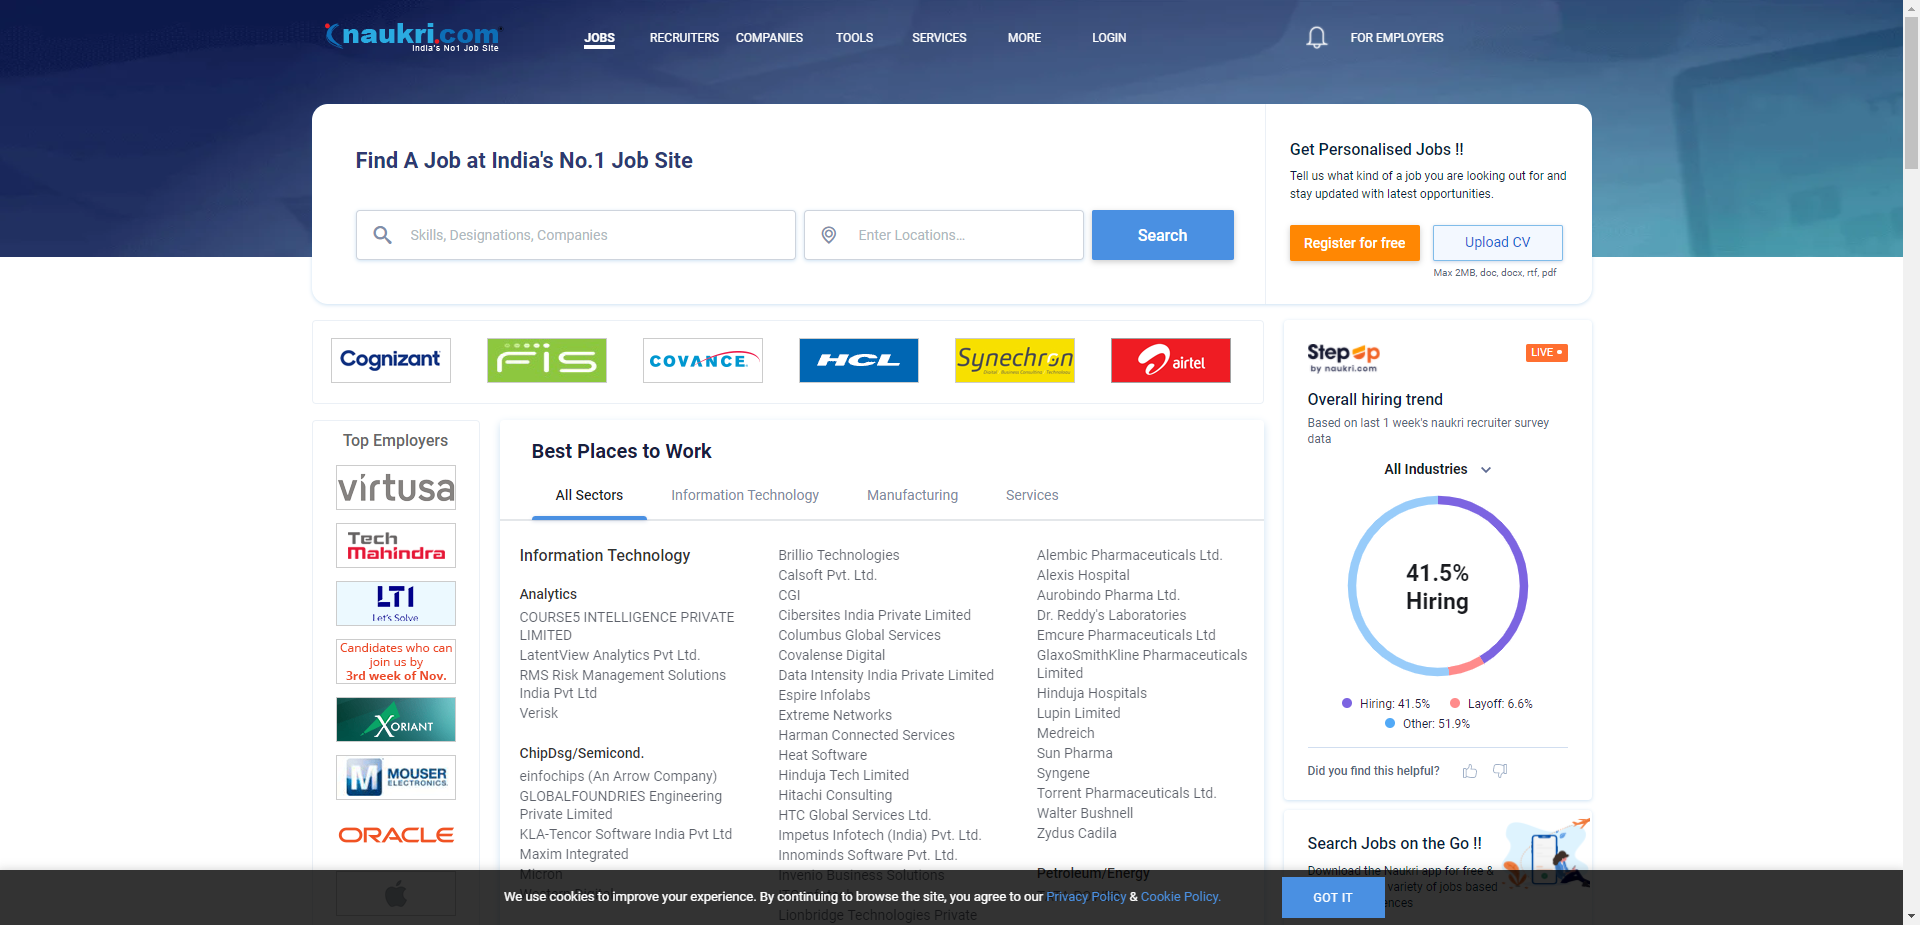 naukri.com
India's No1 Job Site
JOBS
RECRUITERS
COMPANIES
TOOLS
SERVICES
MORE
LOGIN
FOR EMPLOYERS
Find A Job at India's No.1 Job Site
Skills, Designations, Companies
Enter Locations...
Search
Get Personalised Jobs !!
Tell us what kind of a job you are looking out for and
stay updated with latest opportunities.
Register for free
Upload CV
Max 2MB, doc, docx, rtf, pdf
Cognizant
FIS
COVANCE
HCL
Synechron
Digital Business Consulting Technology
airtel
Top Employers
virtusa
Tech
Mahindra
LTI
Let's Solve
Candidates who can
join us by
3rd week of Nov.
XORIANT
M MOUSER
ELECTRONICS
ORACLE
Best Places to Work
All Sectors
Information Technology
Manufacturing
Services
Information Technology
Analytics
COURSE5 INTELLIGENCE PRIVATE
LIMITED
LatentView Analytics Pvt Ltd.
RMS Risk Management Solutions
India Pvt Ltd
Verisk
ChipDsg/Semicond.
einfochips (An Arrow Company)
GLOBALFOUNDRIES Engineering
Private Limited
KLA-Tencor Software India Pvt Ltd
Maxim Integrated
Micron
Brillio Technologies
Calsoft Pvt. Ltd.
CGI
Cibersites India Private Limited
Columbus Global Services
Covalense Digital
Data Intensity India Private Limited
Espire Infolabs
Extreme Networks
Harman Connected Services
Heat Software
Hinduja Tech Limited
Hitachi Consulting
HTC Global Services Ltd.
Impetus Infotech (India) Pvt. Ltd.
Innominds Software Pvt. Ltd.
Invenio Business Solutions
Lionbridge Technologies Private
Alembic Pharmaceuticals Ltd.
Alexis Hospital
Aurobindo Pharma Ltd.
Dr. Reddy's Laboratories
Emcure Pharmaceuticals Ltd
GlaxoSmithKline Pharmaceuticals
Limited
Hinduja Hospitals
Lupin Limited
Medreich
Sun Pharma
Syngene
Torrent Pharmaceuticals Ltd.
Walter Bushnell
Zydus Cadila
Petroleum/Energy
Step Up
by naukri.com
LIVE
Overall hiring trend
Based on last 1 week's naukri recruiter survey
data
All Industries
41.5%
Hiring
Hiring: 41.5%
Layoff: 6.6%
Other: 51.9%
Did you find this helpful?
Search Jobs on the Go !!
Download the Naukri app for free &
variety of jobs based
We use cookies to improve your experience. By continuing to browse the site, you agree to our Privacy Policy & Cookie Policy.
GOT IT